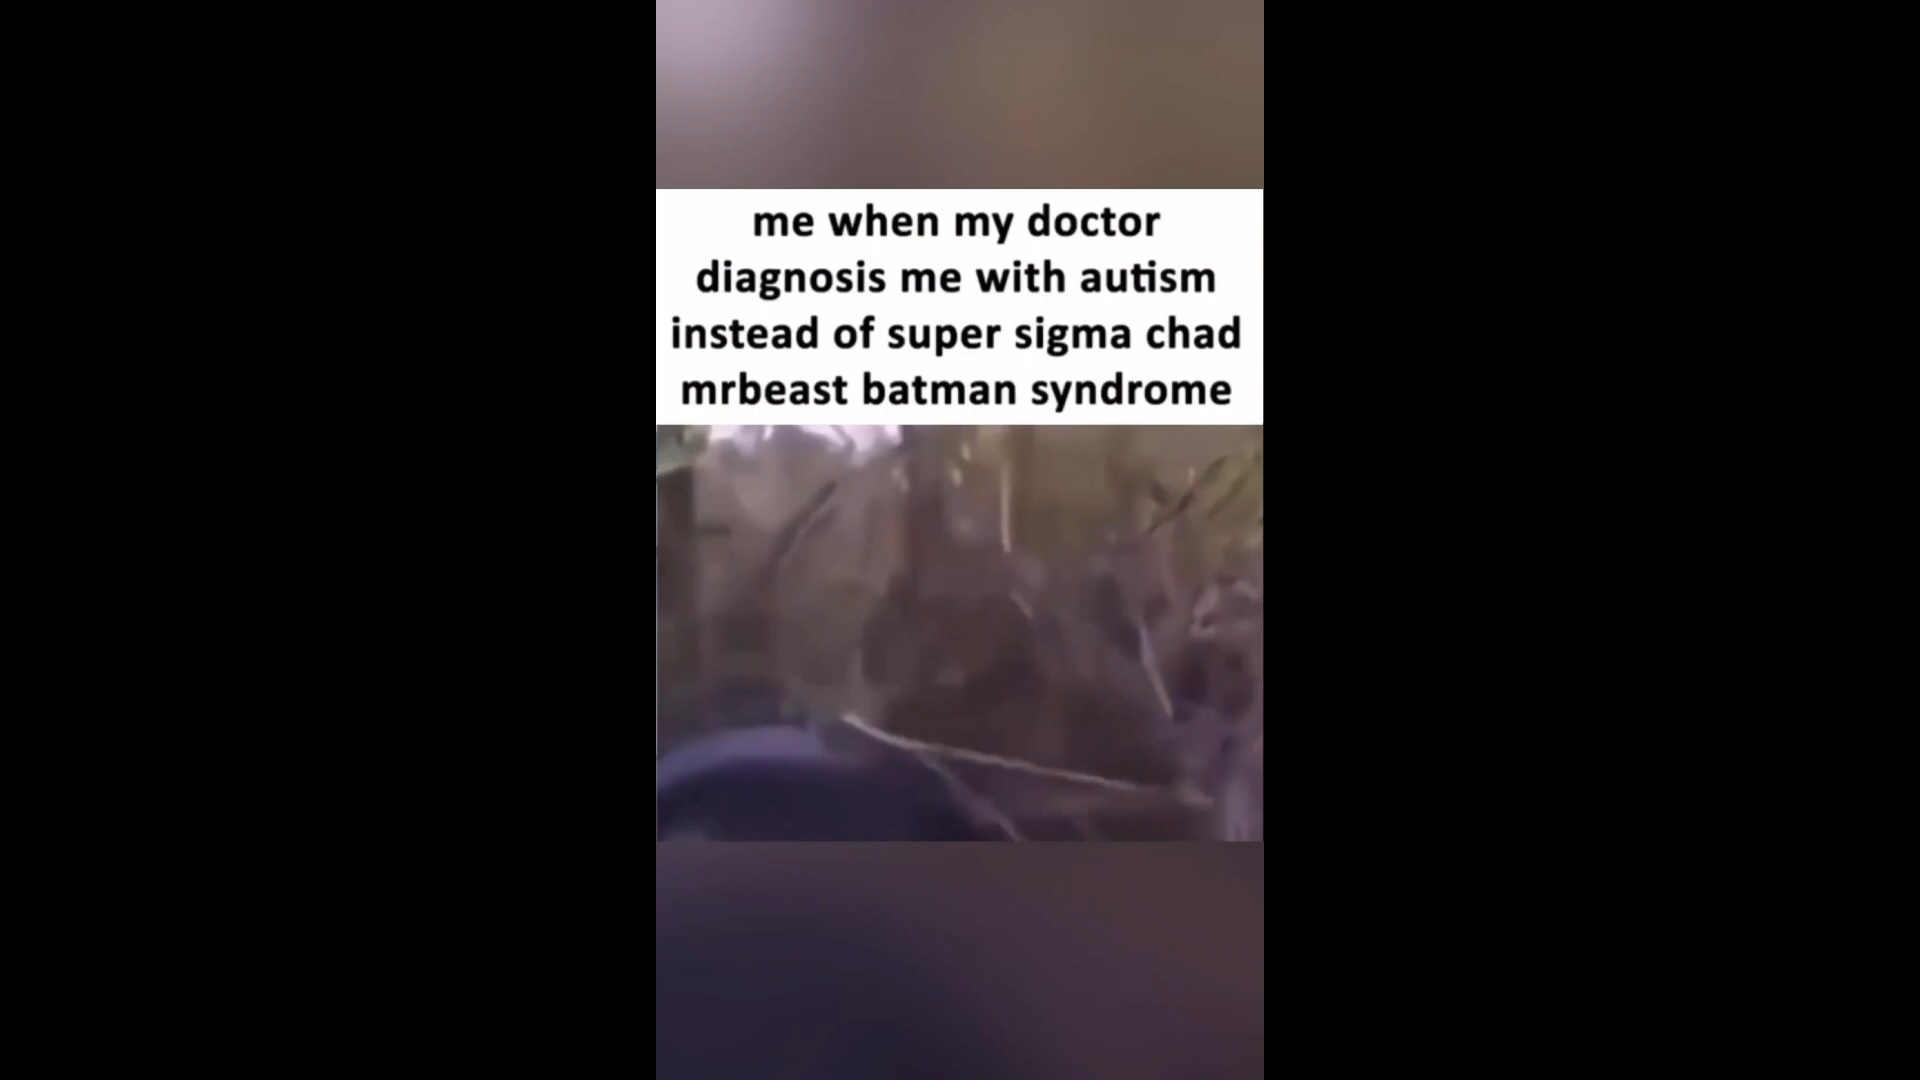 me when my doctor
diagnosis me with autism
instead of super sigma chad
mrbeast batman syndrome